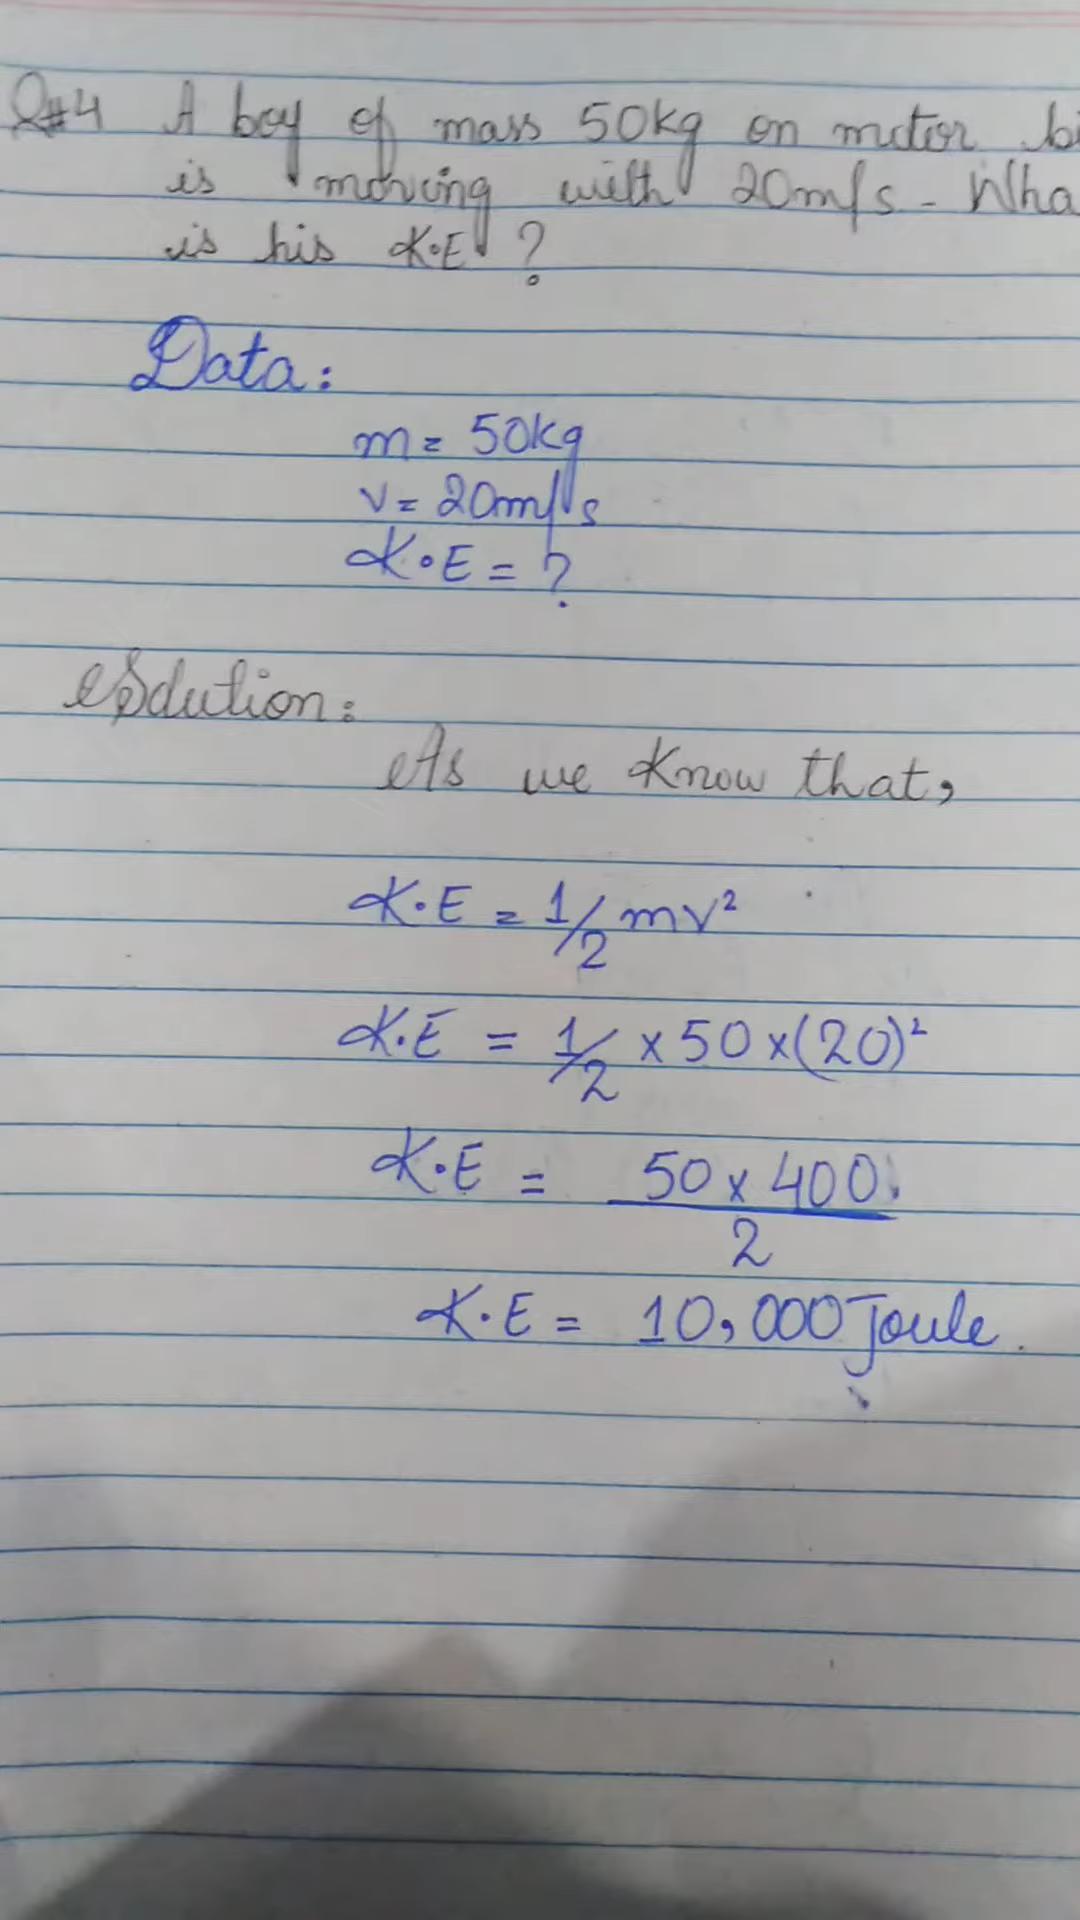 Q#4 A boy of mass 50kg on motor bi
is moving with 20m/s - Wha
is his K.E ?
Data:
m = 50kg
v = 20m/s
K.E = ?
Solution:
As we know that,
K.E = 1/2 mv²
K.E = 1/2 x 50 x (20)²
K.E = 50 x 400
2
K.E = 10,000 Joule.